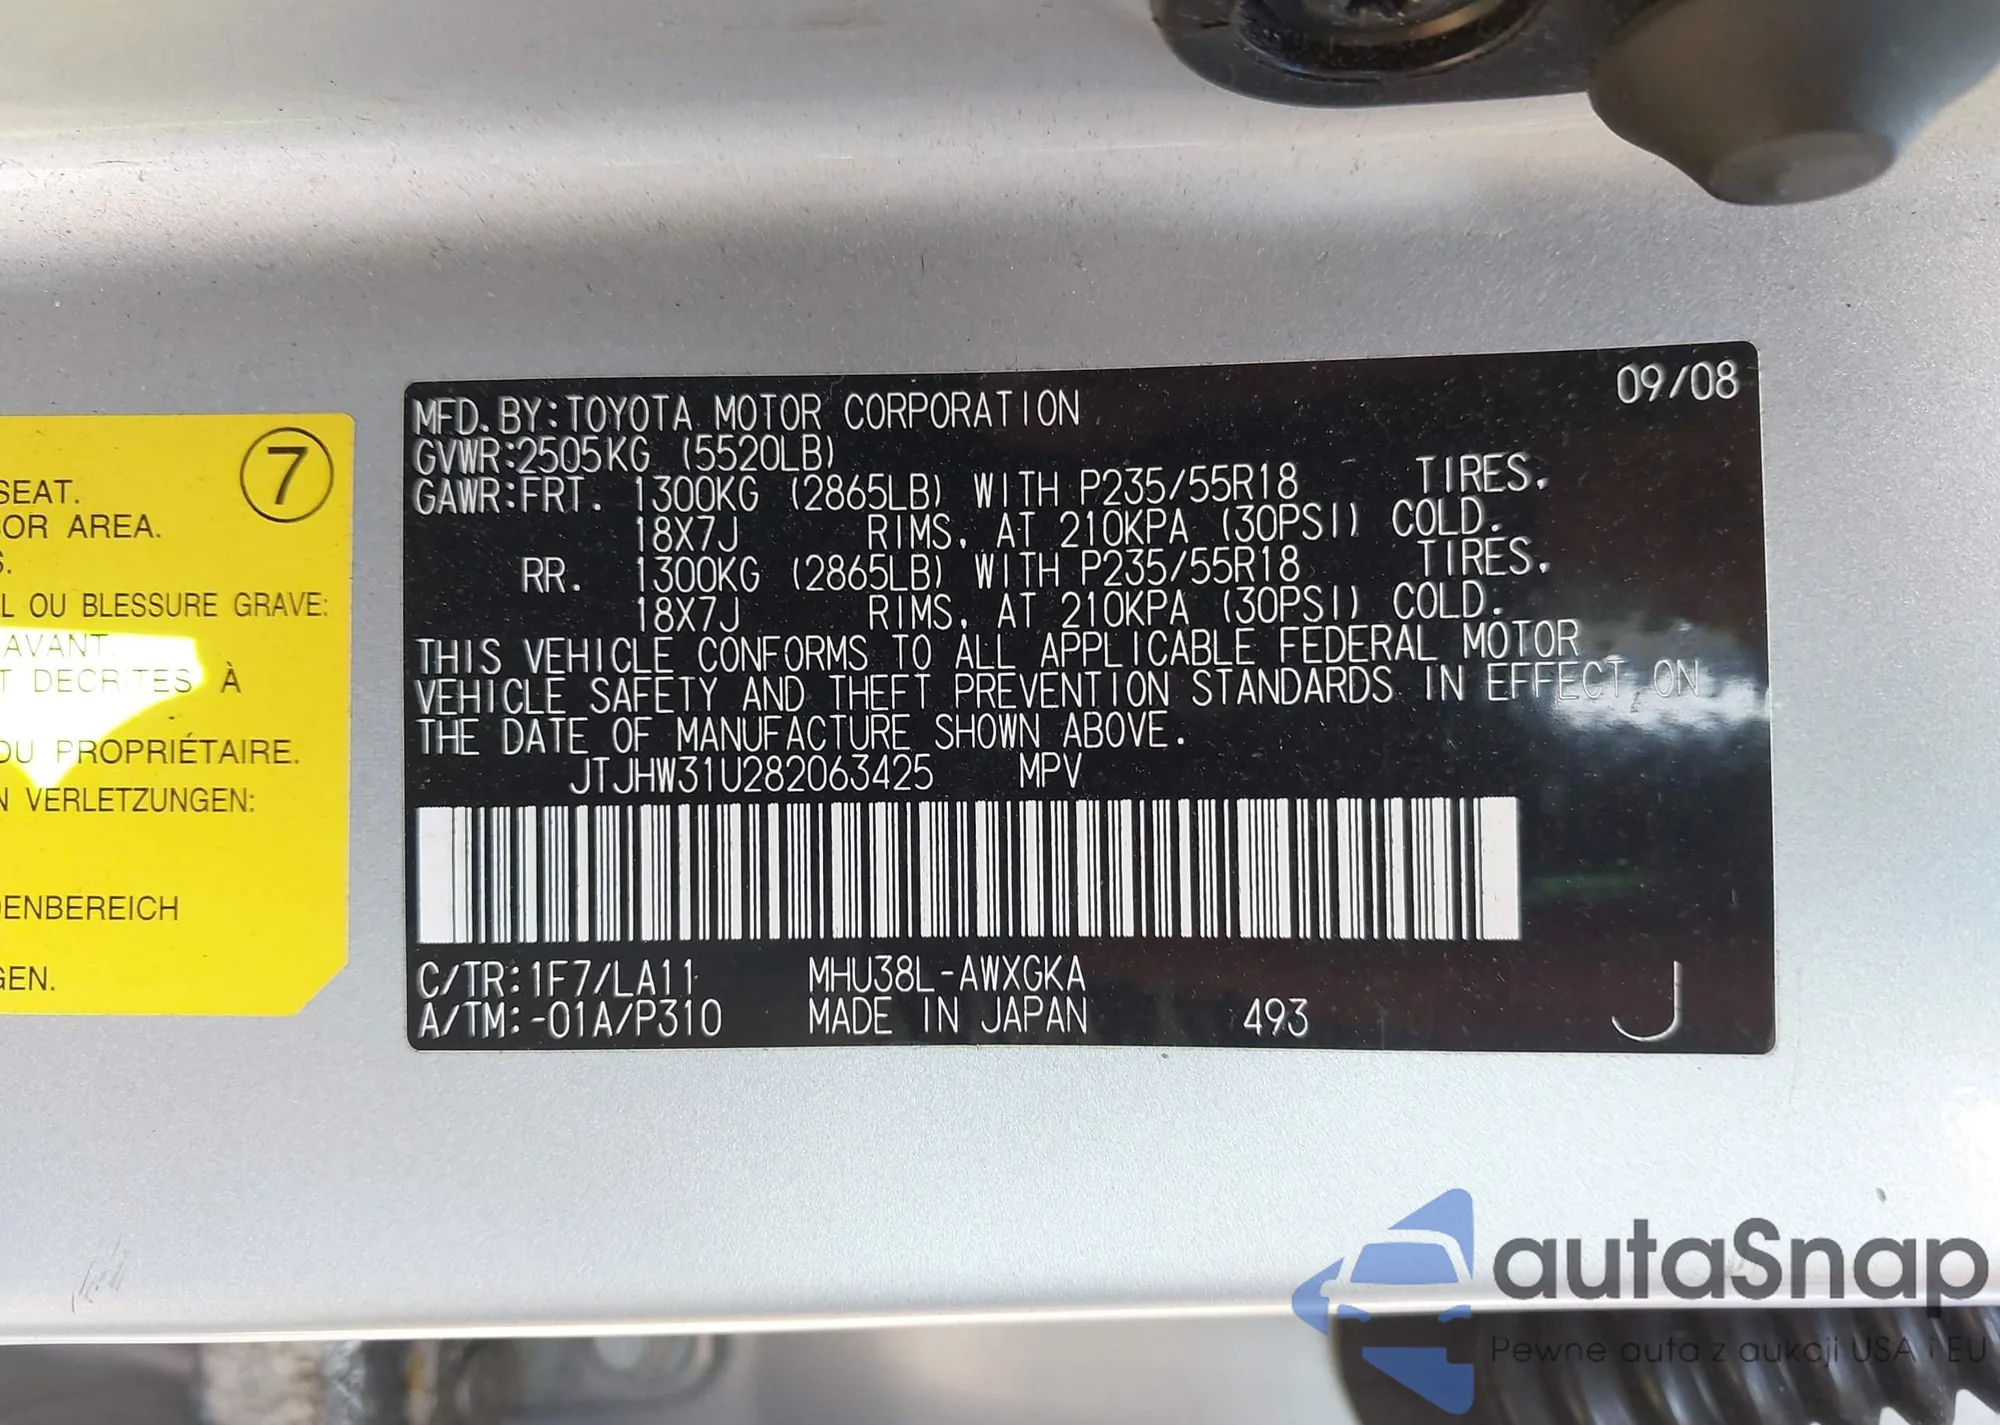 ⑦
SEAT.
OR AREA.
S.
L OU BLESSURE GRAVE:
AVANT.
T DECRITES À
DU PROPRIÉTAIRE.
N VERLETZUNGEN:
DENBEREICH
GEN.
09/08
MFD. BY:TOYOTA MOTOR CORPORATION
GVWR:2505KG (5520LB)
GAWR:FRT. 1300KG (2865LB) WITH P235/55R18 TIRES,
18X7J RIMS, AT 210KPA (30PSI) COLD.
RR. 1300KG (2865LB) WITH P235/55R18 TIRES,
18X7J RIMS, AT 210KPA (30PSI) COLD.
THIS VEHICLE CONFORMS TO ALL APPLICABLE FEDERAL MOTOR
VEHICLE SAFETY AND THEFT PREVENTION STANDARDS IN EFFECT ON
THE DATE OF MANUFACTURE SHOWN ABOVE.
JTJHW31U282063425 MPV
C/TR:1F7/LA11 MHU38L-AWXGKA
A/TM:-01A/P310 MADE IN JAPAN 493 J
autaSnap
Pewne auta z aukcji USA i EU